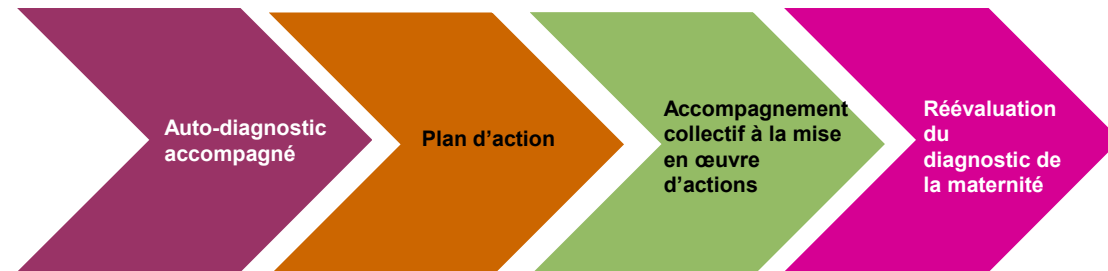 Auto-diagnostic
accompagné
Plan d’action
Accompagnement
collectif à la mise
en œuvre
d’actions
Réévaluation
du
diagnostic de
la maternité